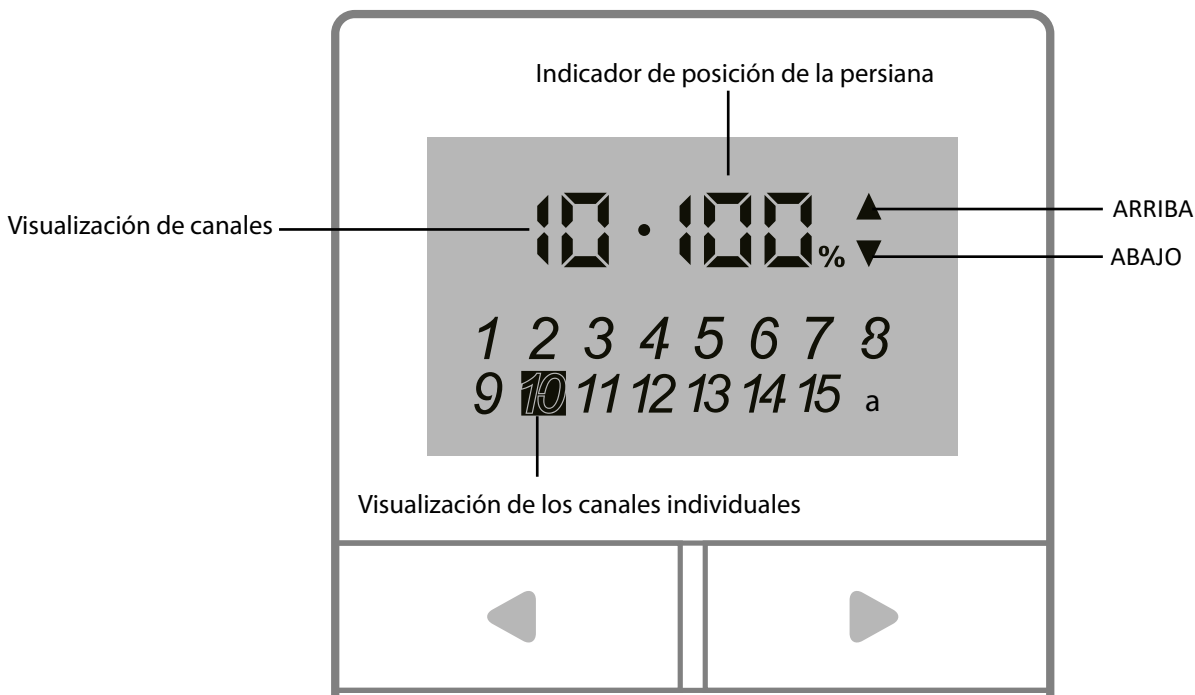 Indicador de posición de la persiana
Visualización de canales
10 · 100 %
ARRIBA
ABAJO
1 2 3 4 5 6 7 8
9 10 11 12 13 14 15 a
Visualización de los canales individuales